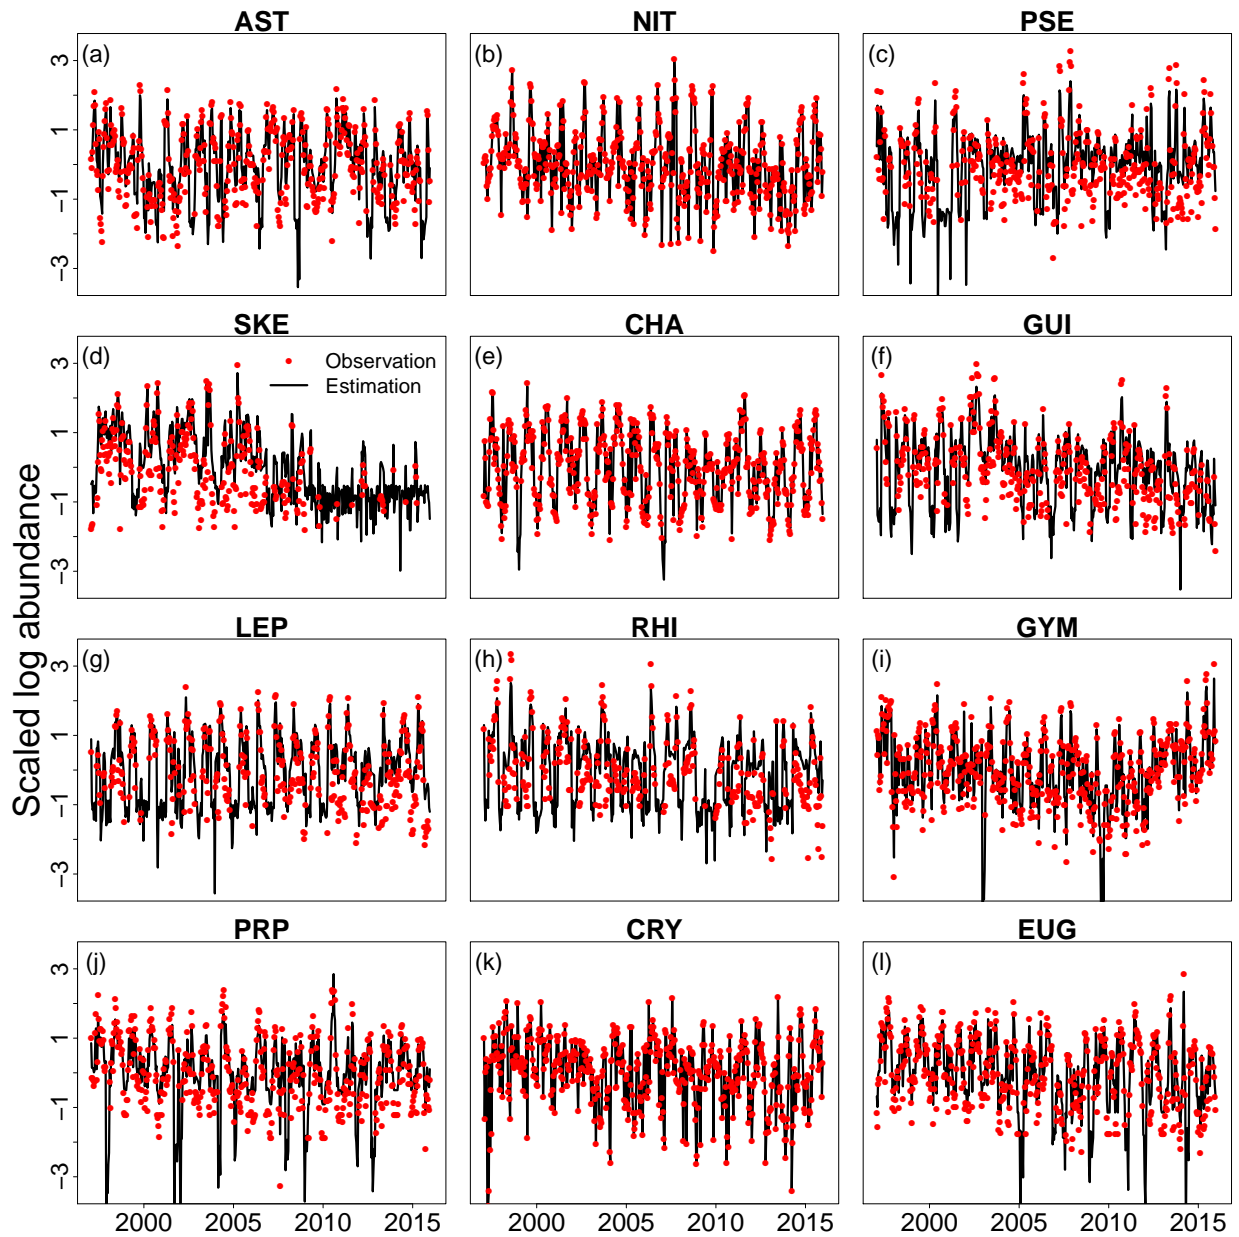 AST NIT PSE
(a) (b) (c)
3
1
−1
−3
SKE CHA GUI
(d) (e) (f)
Observation
Estimation
3
1
−1
−3
Scaled log abundance
LEP RHI GYM
(g) (h) (i)
3
1
−1
−3
PRP CRY EUG
(j) (k) (l)
3
1
−1
−3
2000 2005 2010 2015 2000 2005 2010 2015 2000 2005 2010 2015